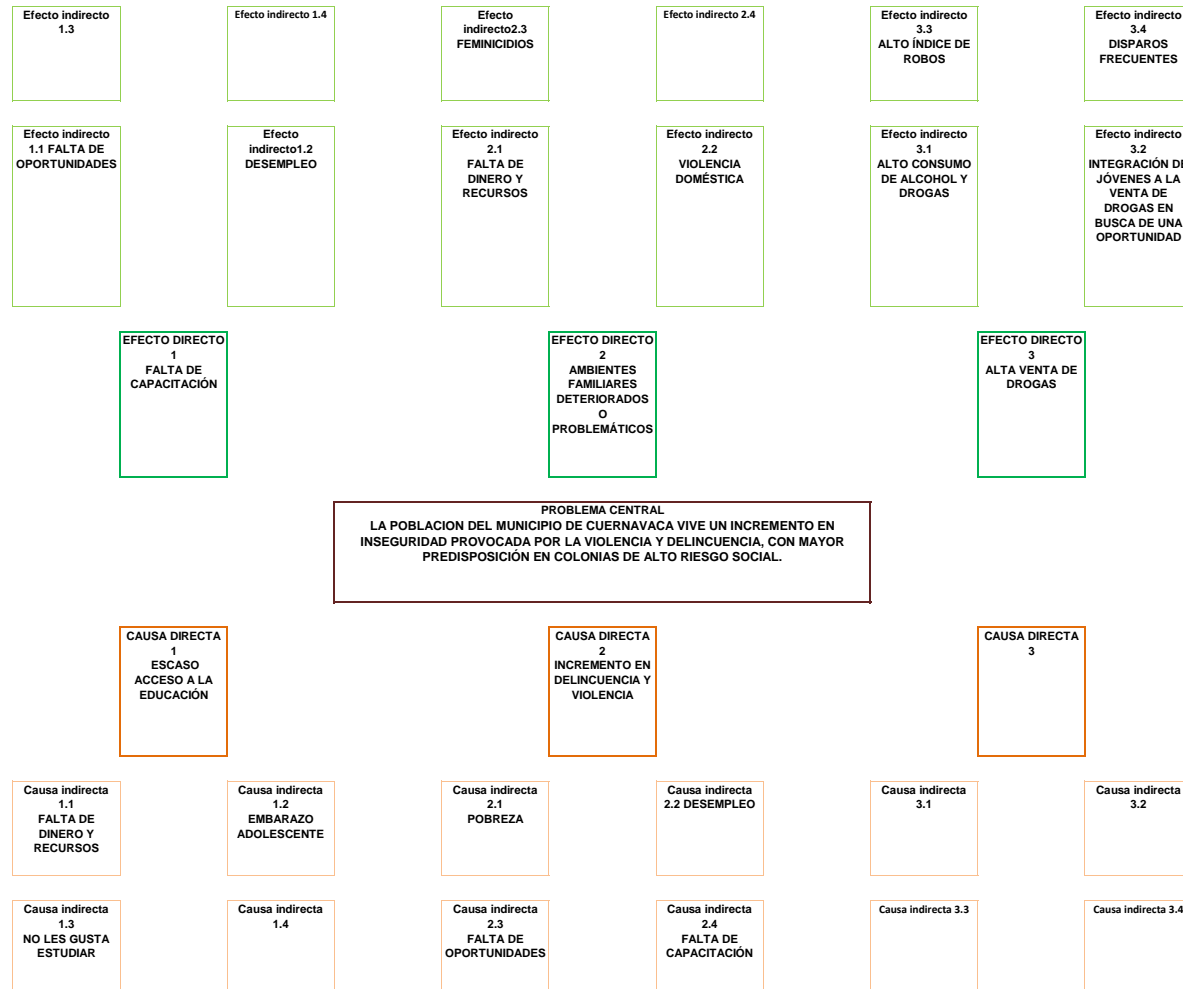 Efecto indirecto
1.3
Efecto indirecto 1.4
Efecto
indirecto2.3
FEMINICIDIOS
Efecto indirecto 2.4
Efecto indirecto
3.3
ALTO ÍNDICE DE
ROBOS
Efecto indirecto
3.4
DISPAROS
FRECUENTES
Efecto indirecto
1.1 FALTA DE
OPORTUNIDADES
Efecto
indirecto1.2
DESEMPLEO
Efecto indirecto
2.1
FALTA DE
DINERO Y
RECURSOS
Efecto indirecto
2.2
VIOLENCIA
DOMÉSTICA
Efecto indirecto
3.1
ALTO CONSUMO
DE ALCOHOL Y
DROGAS
Efecto indirecto
3.2
INTEGRACIÓN DE
JÓVENES A LA
VENTA DE
DROGAS EN
BUSCA DE UNA
OPORTUNIDAD
EFECTO DIRECTO
1
FALTA DE
CAPACITACIÓN
EFECTO DIRECTO
2
AMBIENTES
FAMILIARES
DETERIORADOS
O
PROBLEMÁTICOS
EFECTO DIRECTO
3
ALTA VENTA DE
DROGAS
PROBLEMA CENTRAL
LA POBLACION DEL MUNICIPIO DE CUERNAVACA VIVE UN INCREMENTO EN
INSEGURIDAD PROVOCADA POR LA VIOLENCIA Y DELINCUENCIA, CON MAYOR
PREDISPOSICIÓN EN COLONIAS DE ALTO RIESGO SOCIAL.
CAUSA DIRECTA
1
ESCASO
ACCESO A LA
EDUCACIÓN
CAUSA DIRECTA
2
INCREMENTO EN
DELINCUENCIA Y
VIOLENCIA
CAUSA DIRECTA
3
Causa indirecta
1.1
FALTA DE
DINERO Y
RECURSOS
Causa indirecta
1.2
EMBARAZO
ADOLESCENTE
Causa indirecta
2.1
POBREZA
Causa indirecta
2.2 DESEMPLEO
Causa indirecta
3.1
Causa indirecta
3.2
Causa indirecta
1.3
NO LES GUSTA
ESTUDIAR
Causa indirecta
1.4
Causa indirecta
2.3
FALTA DE
OPORTUNIDADES
Causa indirecta
2.4
FALTA DE
CAPACITACIÓN
Causa indirecta 3.3
Causa indirecta 3.4